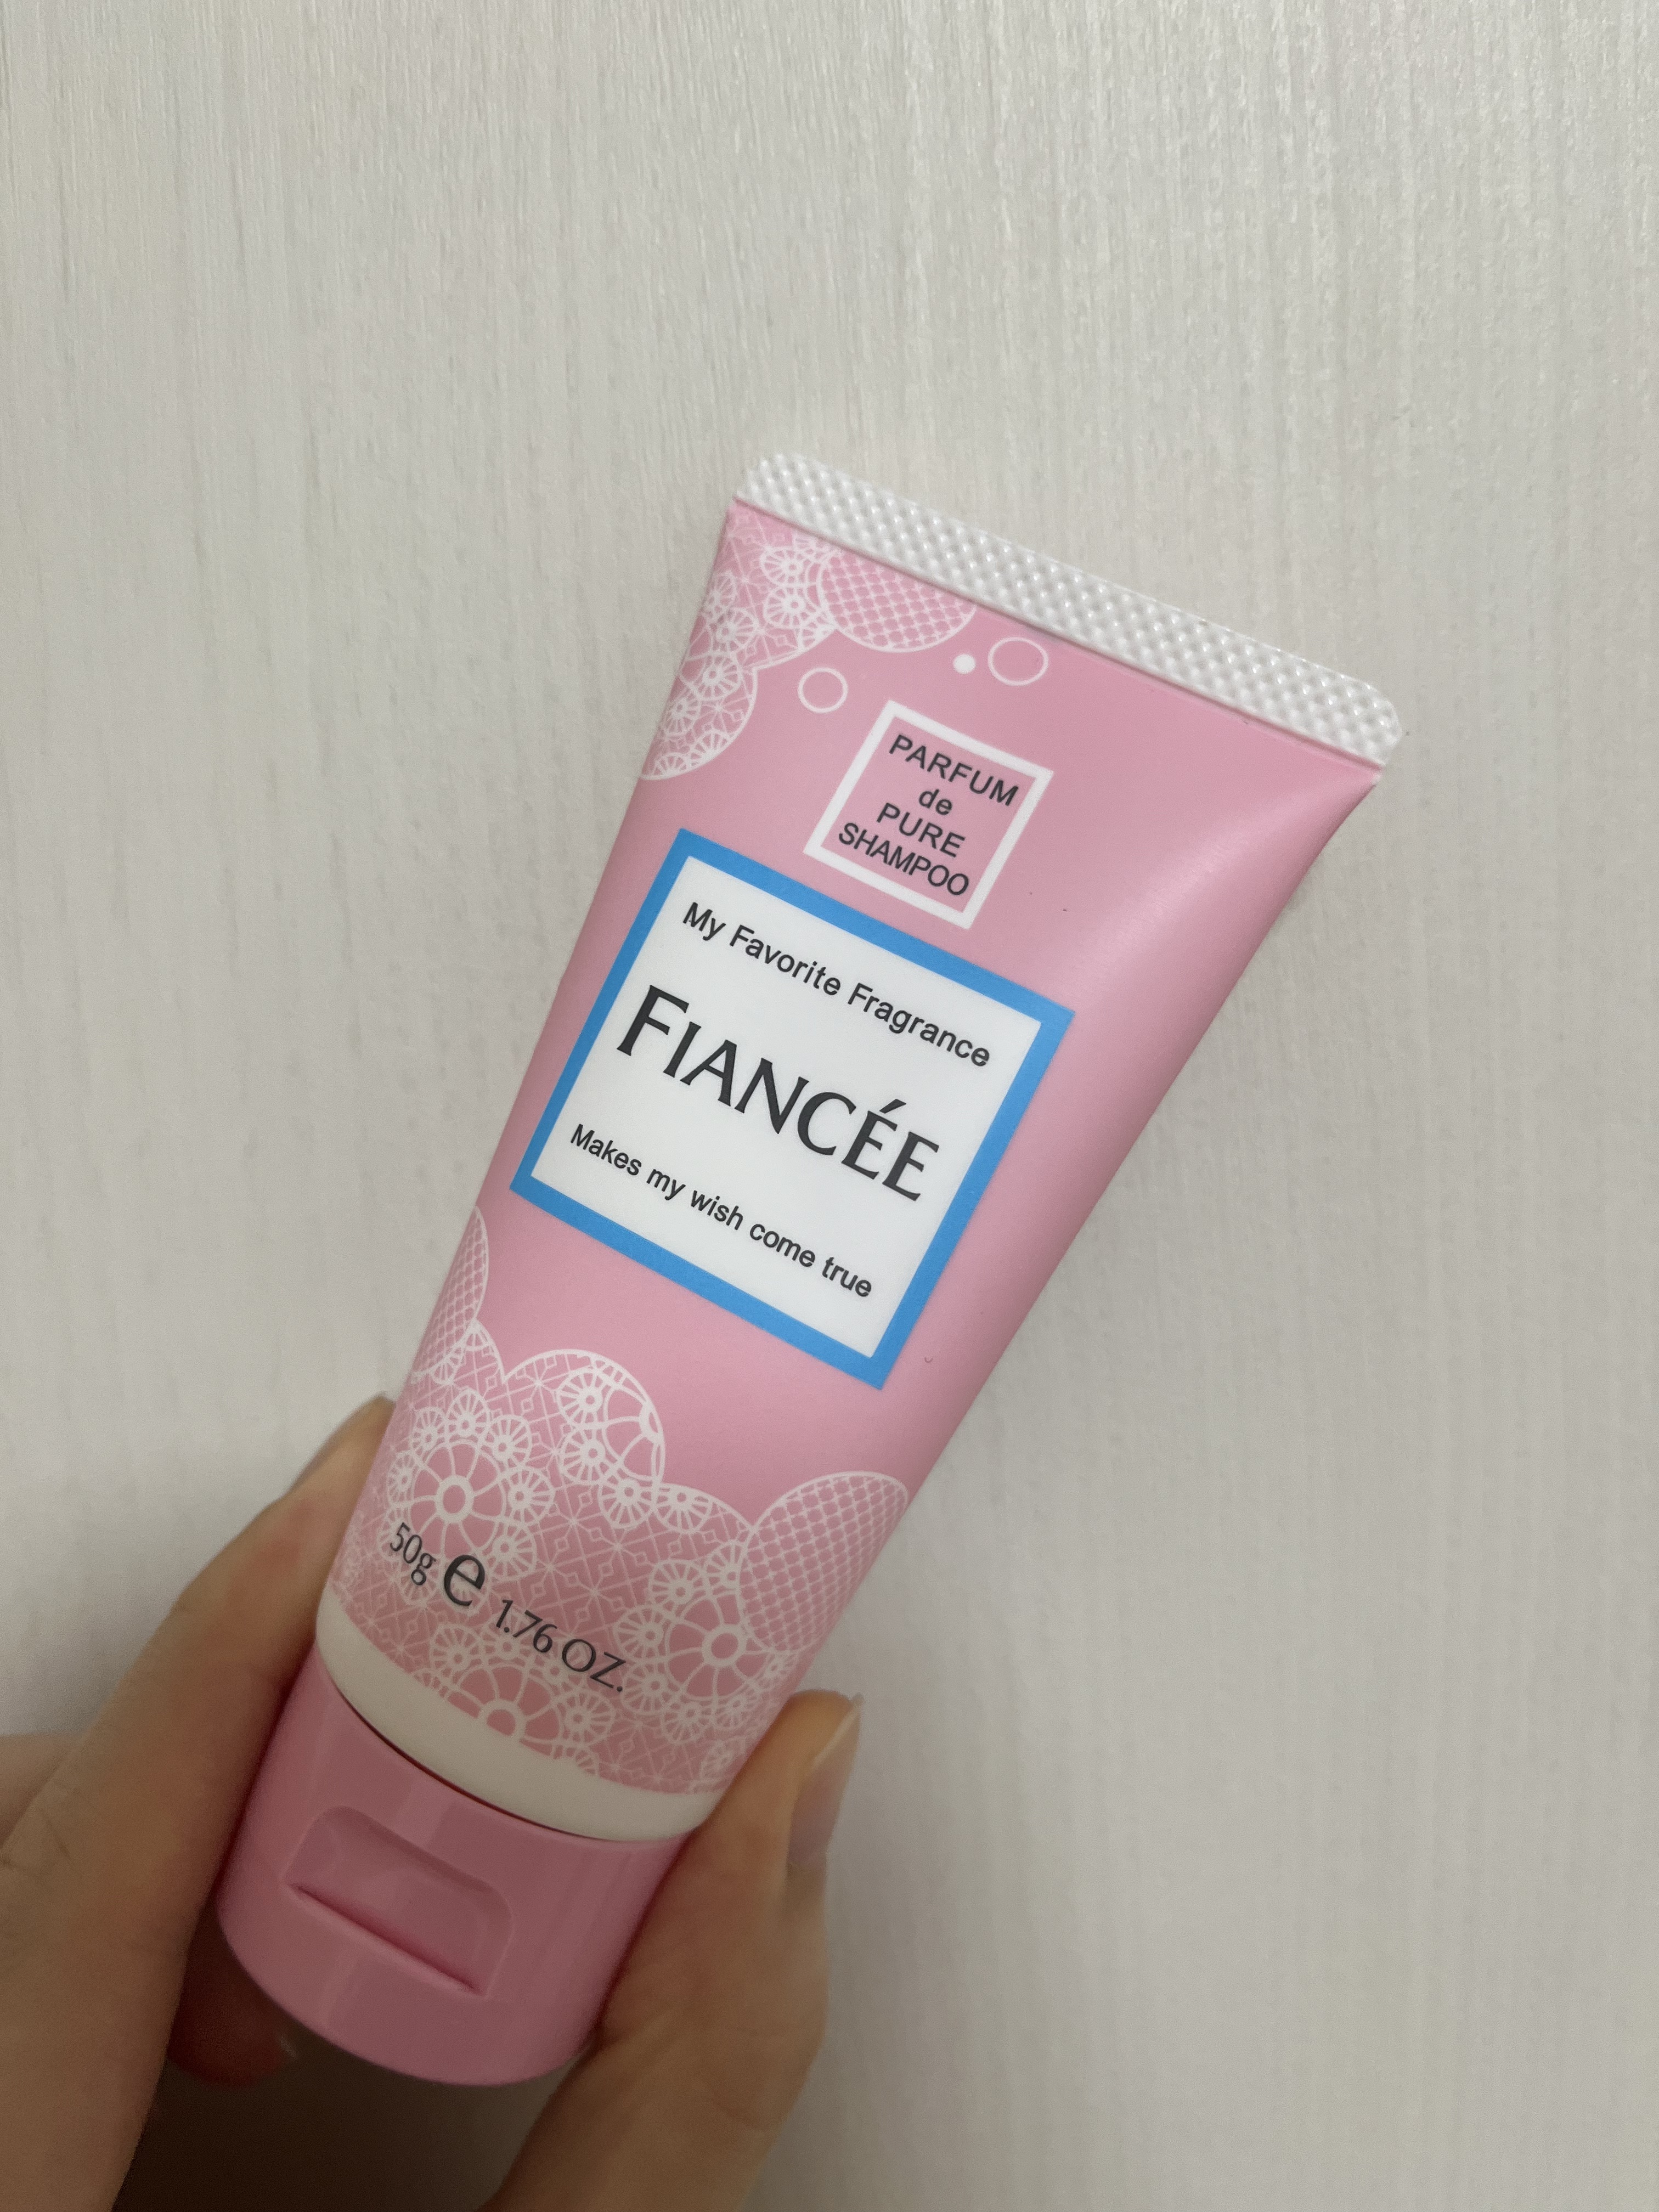 PARFUM
de
PURE
SHAMPOO
My Favorite Fragrance
FIANCÉE
Makes my wish come true
50g e 1.76 OZ.